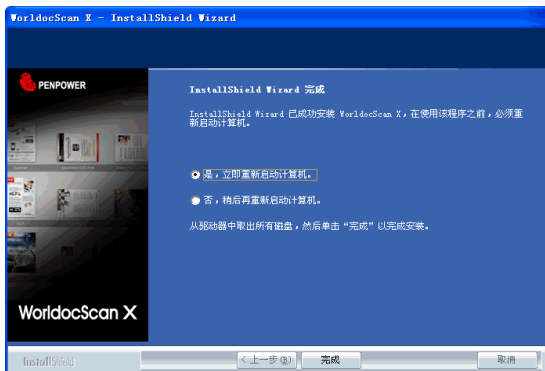 WorldocScan X - InstallShield Wizard
PENPOWER
InstallShield Wizard 完成
InstallShield Wizard 已成功安装 WorldocScan X，在使用该程序之前，必须重
新启动计算机。
是，立即重新启动计算机。
否，稍后再重新启动计算机。
从驱动器中取出所有磁盘，然后单击“完成”以完成安装。
WorldocScan X
InstallShield
< 上一步(B)
完成
取消